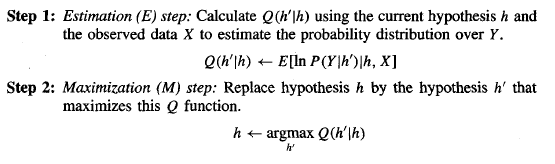 Step 1: Estimation (E) step: Calculate Q(h'|h) using the current hypothesis h and
the observed data X to estimate the probability distribution over Y.
Q(h'|h) ← E[ln P(Y|h')|h, X]
Step 2: Maximization (M) step: Replace hypothesis h by the hypothesis h' that
maximizes this Q function.
h ← argmax Q(h'|h)
h'